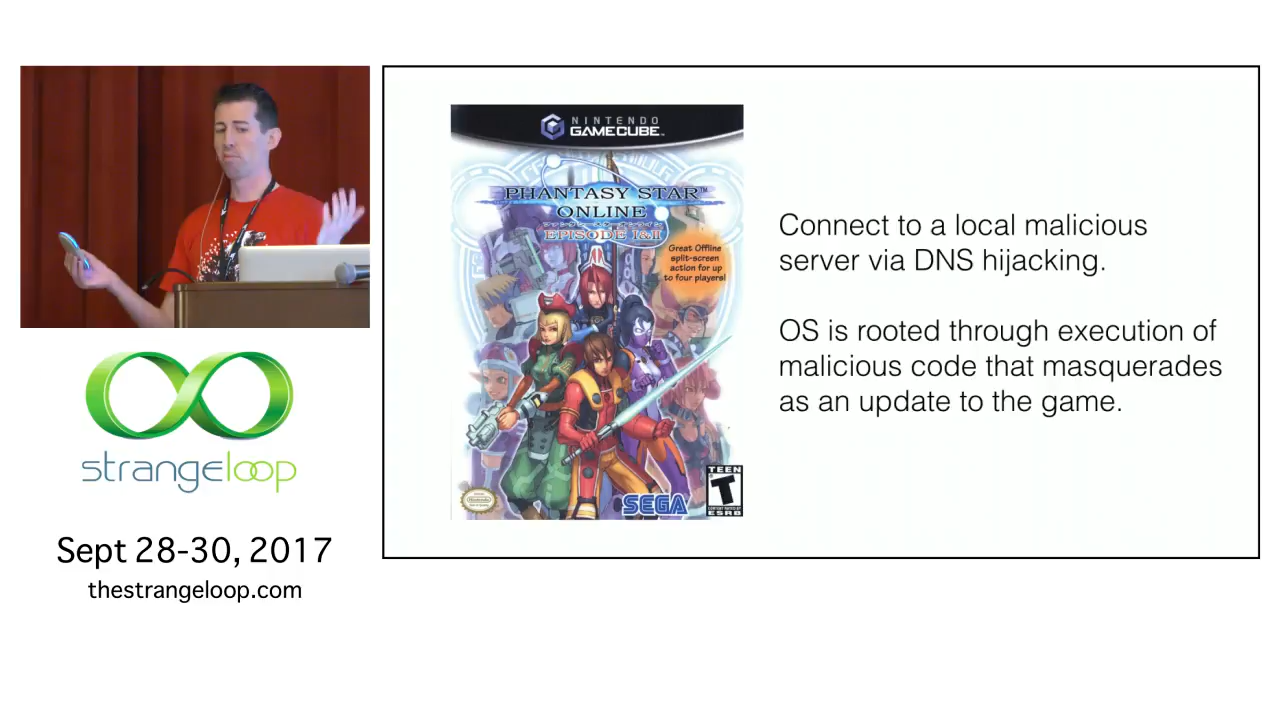 NINTENDO
GAMECUBE™
PHANTASY STAR™
ONLINE
EPISODE I&II
Great Offline
split-screen
action for up
to four players!
SEGA
TEEN
T
ESRB
Connect to a local malicious
server via DNS hijacking.
OS is rooted through execution of
malicious code that masquerades
as an update to the game.
strangeloop
Sept 28-30, 2017
thestrangeloop.com